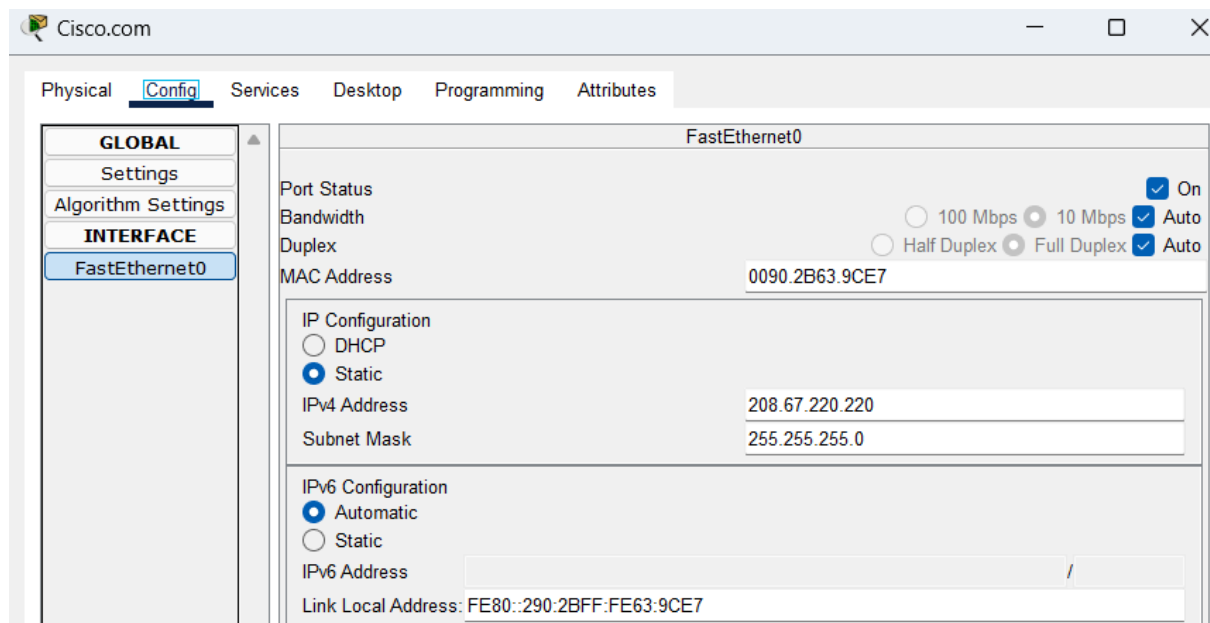 Cisco.com
Physical Config Services Desktop Programming Attributes
GLOBAL
Settings
Algorithm Settings
INTERFACE
FastEthernet0
FastEthernet0
Port Status On
Bandwidth 100 Mbps 10 Mbps Auto
Duplex Half Duplex Full Duplex Auto
MAC Address 0090.2B63.9CE7
IP Configuration
DHCP
Static
IPv4 Address 208.67.220.220
Subnet Mask 255.255.255.0
IPv6 Configuration
Automatic
Static
IPv6 Address /
Link Local Address: FE80::290:2BFF:FE63:9CE7